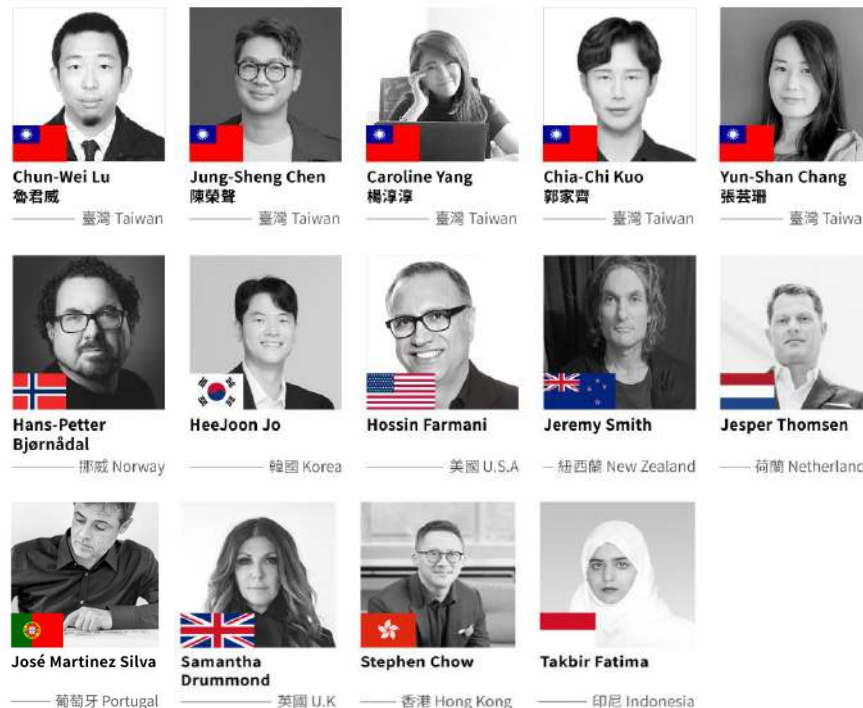 Chun-Wei Lu
魯君威
臺灣 Taiwan
Jung-Sheng Chen
陳榮聲
臺灣 Taiwan
Caroline Yang
楊淳淳
臺灣 Taiwan
Chia-Chi Kuo
郭家齊
臺灣 Taiwan
Yun-Shan Chang
張芸珊
臺灣 Taiwa
Hans-Petter
Bjørnådal
挪威 Norway
HeeJoon Jo
韓國 Korea
Hossin Farmani
美國 U.S.A
Jeremy Smith
紐西蘭 New Zealand
Jesper Thomsen
荷蘭 Netherland
José Martinez Silva
葡萄牙 Portugal
Samantha
Drummond
英國 U.K
Stephen Chow
香港 Hong Kong
Takbir Fatima
印尼 Indonesia